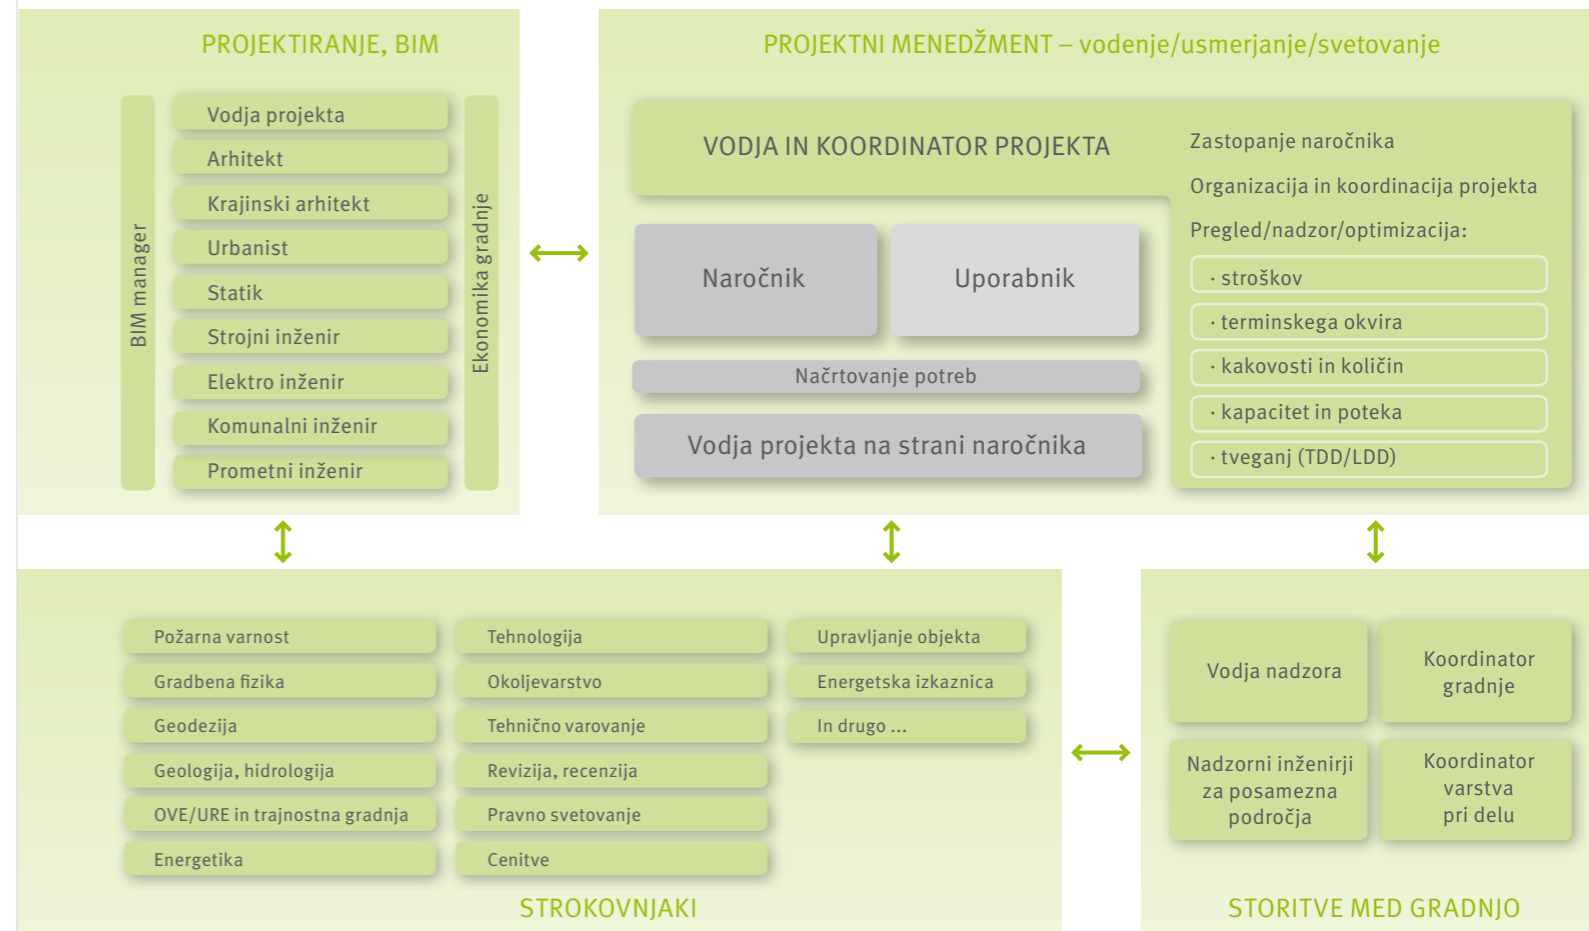 PROJEKTIRANJE, BIM
BIM manager
Vodja projekta
Arhitekt
Krajinski arhitekt
Urbanist
Statik
Strojni inženir
Elektro inženir
Komunalni inženir
Prometni inženir
Ekonomika gradnje
PROJEKTNI MENEDŽMENT – vodenje/usmerjanje/svetovanje
VODJA IN KOORDINATOR PROJEKTA
Naročnik
Uporabnik
Načrtovanje potreb
Vodja projekta na strani naročnika
Zastopanje naročnika
Organizacija in koordinacija projekta
Pregled/nadzor/optimizacija:
· stroškov
· terminskega okvira
· kakovosti in količin
· kapacitet in poteka
· tveganj (TDD/LDD)
Požarna varnost
Gradbena fizika
Geodezija
Geologija, hidrologija
OVE/URE in trajnostna gradnja
Energetika
Tehnologija
Okoljevarstvo
Tehnično varovanje
Revizija, recenzija
Pravno svetovanje
Cenitve
Upravljanje objekta
Energetska izkaznica
In drugo ...
STROKOVNJAKI
Vodja nadzora
Koordinator
gradnje
Nadzorni inženirji
za posamezna
področja
Koordinator
varstva
pri delu
STORITVE MED GRADNJO